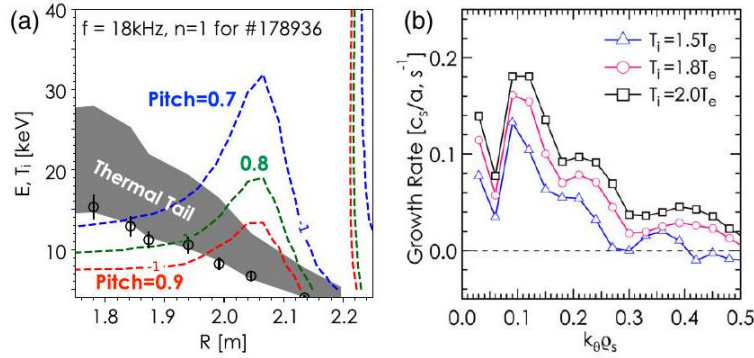 (a)
f = 18kHz, n=1 for #178936
Pitch=0.7
0.8
Thermal Tail
-1
-1
Pitch=0.9
E, Tᵢ [keV]
40
30
20
10
1.8 1.9 2.0 2.1 2.2
R [m]
(b)
Tᵢ=1.5Tₑ
Tᵢ=1.8Tₑ
Tᵢ=2.0Tₑ
Growth Rate [cₛ/a, s⁻¹]
0.2
0.1
0.0
0.0 0.1 0.2 0.3 0.4 0.5
k_θϱₛ